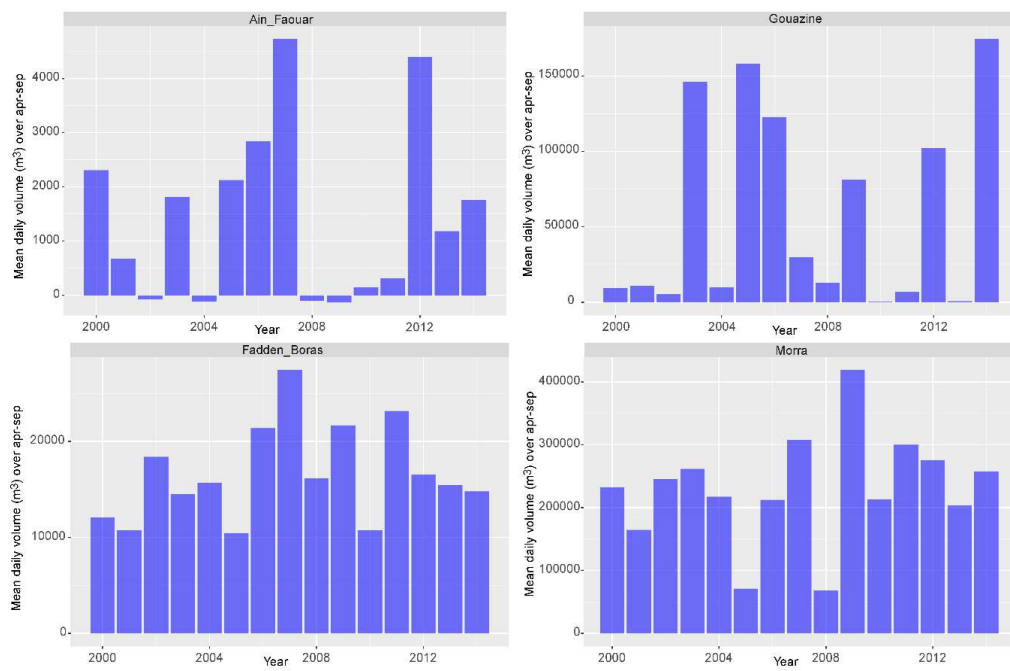 Ain_Faouar
Mean daily volume (m³) over apr-sep
4000
3000
2000
1000
0
2000 2004 2008 2012
Year
Gouazine
Mean daily volume (m³) over apr-sep
150000
100000
50000
0
2000 2004 2008 2012
Year
Fadden_Boras
Mean daily volume (m³) over apr-sep
20000
10000
0
2000 2004 2008 2012
Year
Morra
Mean daily volume (m³) over apr-sep
400000
300000
200000
100000
0
2000 2004 2008 2012
Year